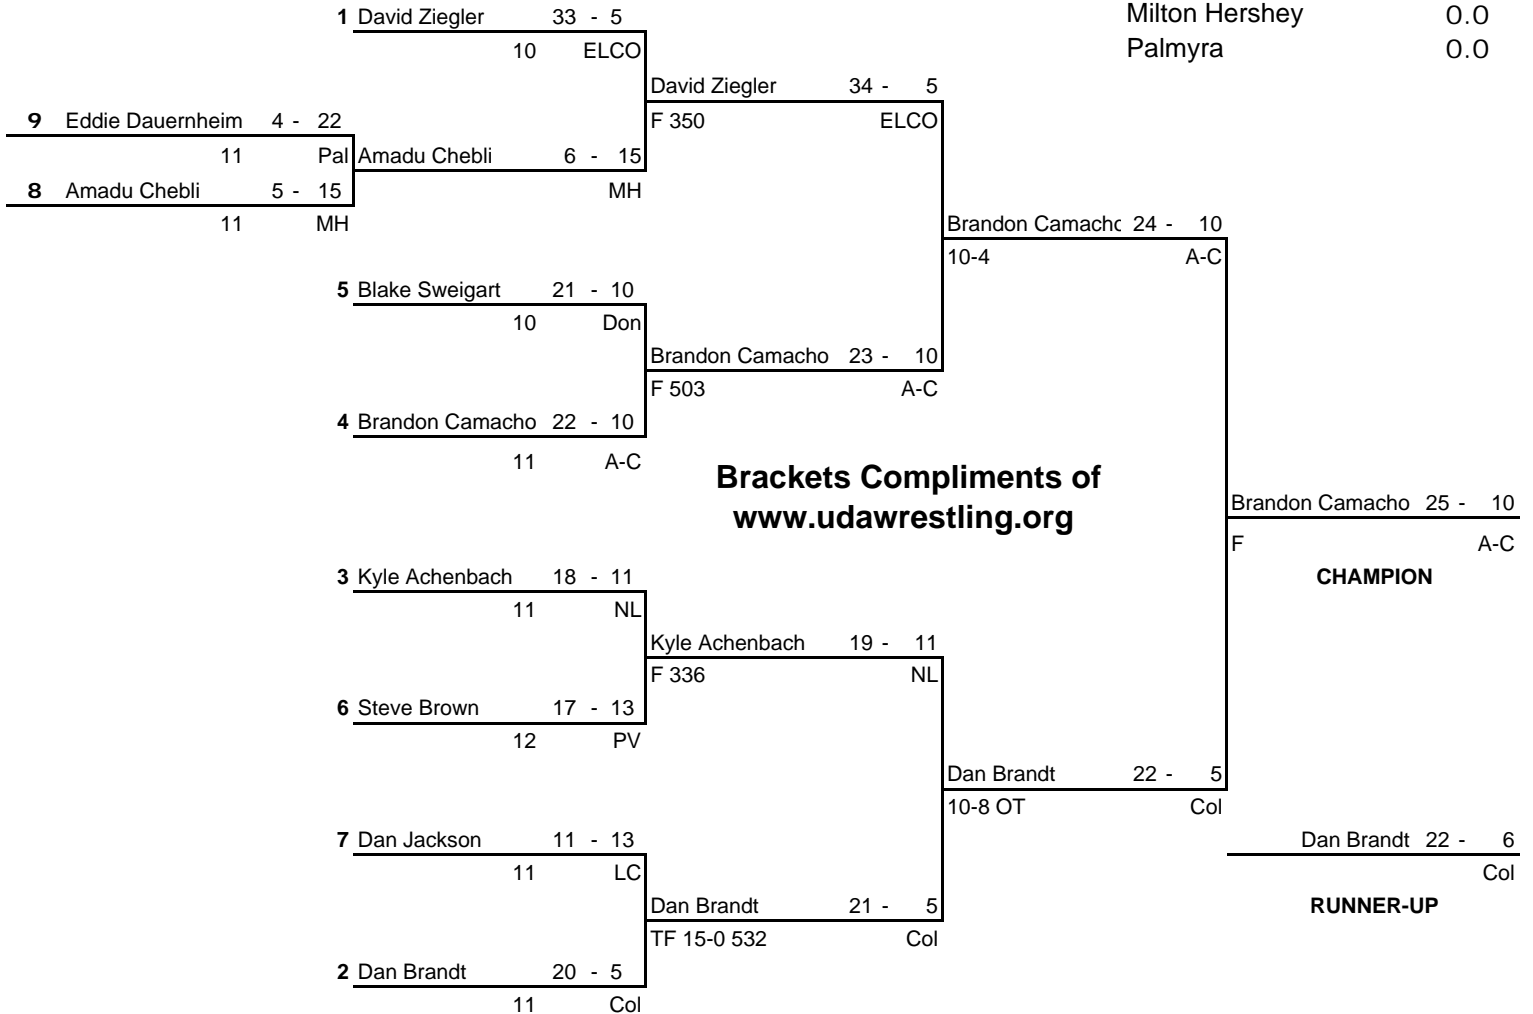 1 David Ziegler 33 - 5
Milton Hershey 0.0
10 ELCO
Palmyra 0.0
David Ziegler 34 - 5
9 Eddie Dauernheim 4 - 22
F 350 ELCO
11 Pal
Amadu Chebli 6 - 15
8 Amadu Chebli 5 - 15
MH
11 MH
Brandon Camacho 24 - 10
10-4 A-C
5 Blake Sweigart 21 - 10
10 Don
Brandon Camacho 23 - 10
F 503 A-C
4 Brandon Camacho 22 - 10
11 A-C
Brackets Compliments of
www.udawrestling.org
Brandon Camacho 25 - 10
F A-C
CHAMPION
3 Kyle Achenbach 18 - 11
11 NL
Kyle Achenbach 19 - 11
F 336 NL
6 Steve Brown 17 - 13
12 PV
Dan Brandt 22 - 5
10-8 OT Col
7 Dan Jackson 11 - 13
11 LC
Dan Brandt 22 - 6
Col
RUNNER-UP
Dan Brandt 21 - 5
TF 15-0 532 Col
2 Dan Brandt 20 - 5
11 Col